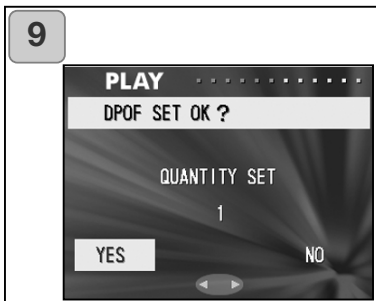 9
PLAY
DPOF SET OK ?
QUANTITY SET
1
YES NO